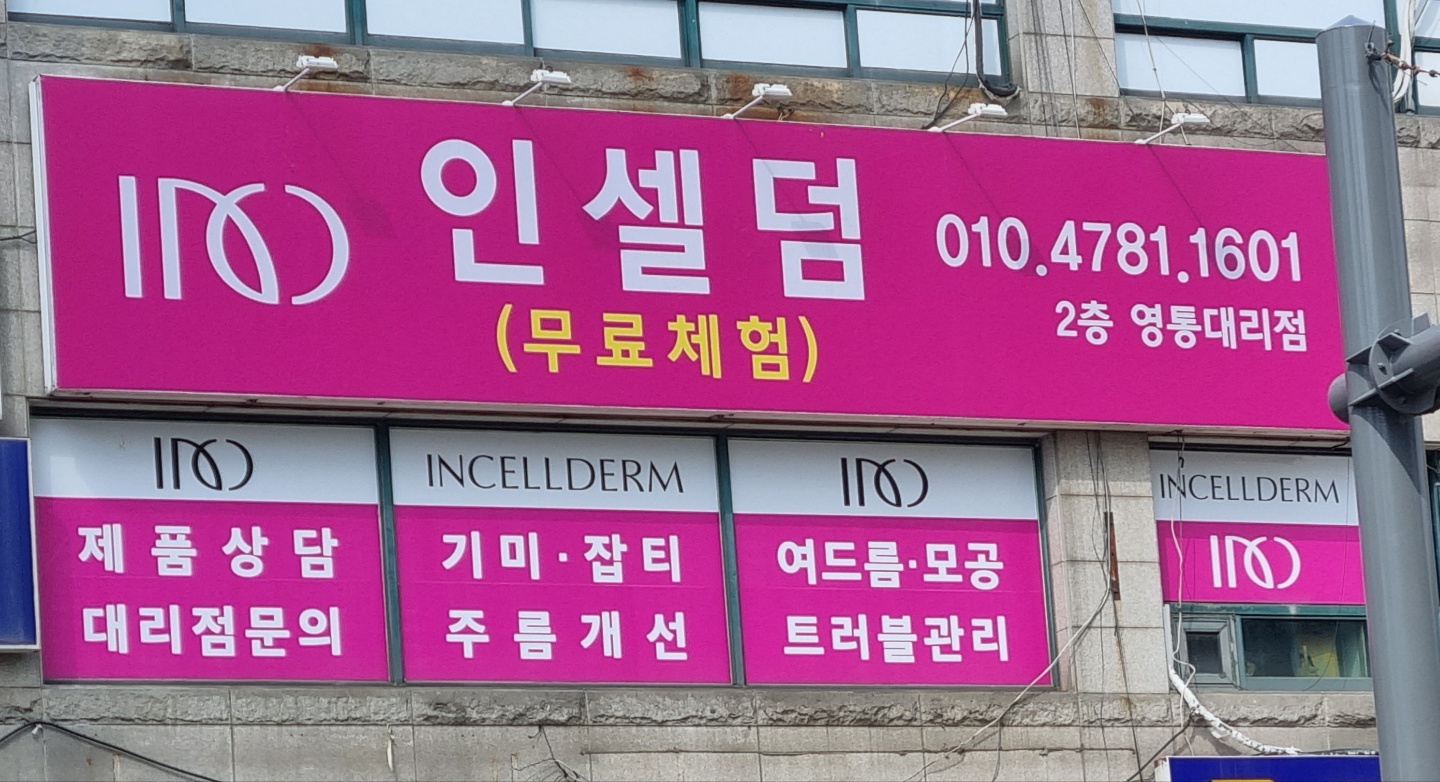 인셀덤
(무료체험)
010.4781.1601
2층 영통대리점
INCELLDERM
INCELLDERM
제품상담
대리점문의
기미·잡티
주름개선
여드름·모공
트러블관리